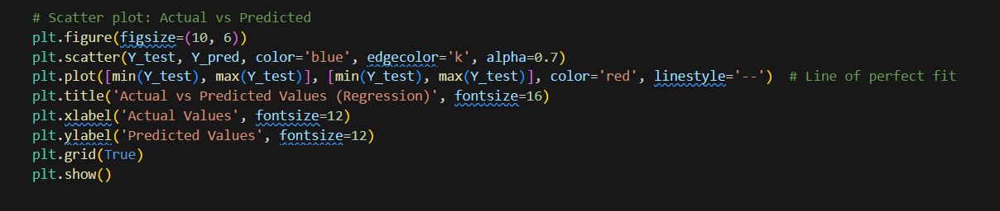 # Scatter plot: Actual vs Predicted
plt.figure(figsize=(10, 6))
plt.scatter(Y_test, Y_pred, color='blue', edgecolor='k', alpha=0.7)
plt.plot([min(Y_test), max(Y_test)], [min(Y_test), max(Y_test)], color='red', linestyle='--')  # Line of perfect fit
plt.title('Actual vs Predicted Values (Regression)', fontsize=16)
plt.xlabel('Actual Values', fontsize=12)
plt.ylabel('Predicted Values', fontsize=12)
plt.grid(True)
plt.show()